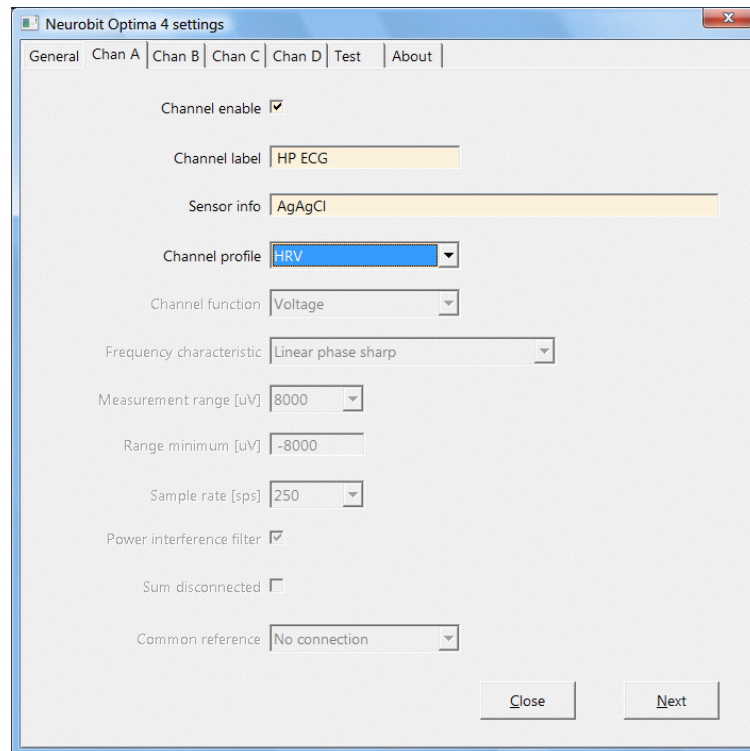 Neurobit Optima 4 settings
x
General Chan A Chan B Chan C Chan D Test About
Channel enable
Channel label HP ECG
Sensor info AgAgCl
Channel profile HRV
Channel function Voltage
Frequency characteristic Linear phase sharp
Measurement range [uV] 8000
Range minimum [uV] -8000
Sample rate [sps] 250
Power interference filter
Sum disconnected
Common reference No connection
Close Next